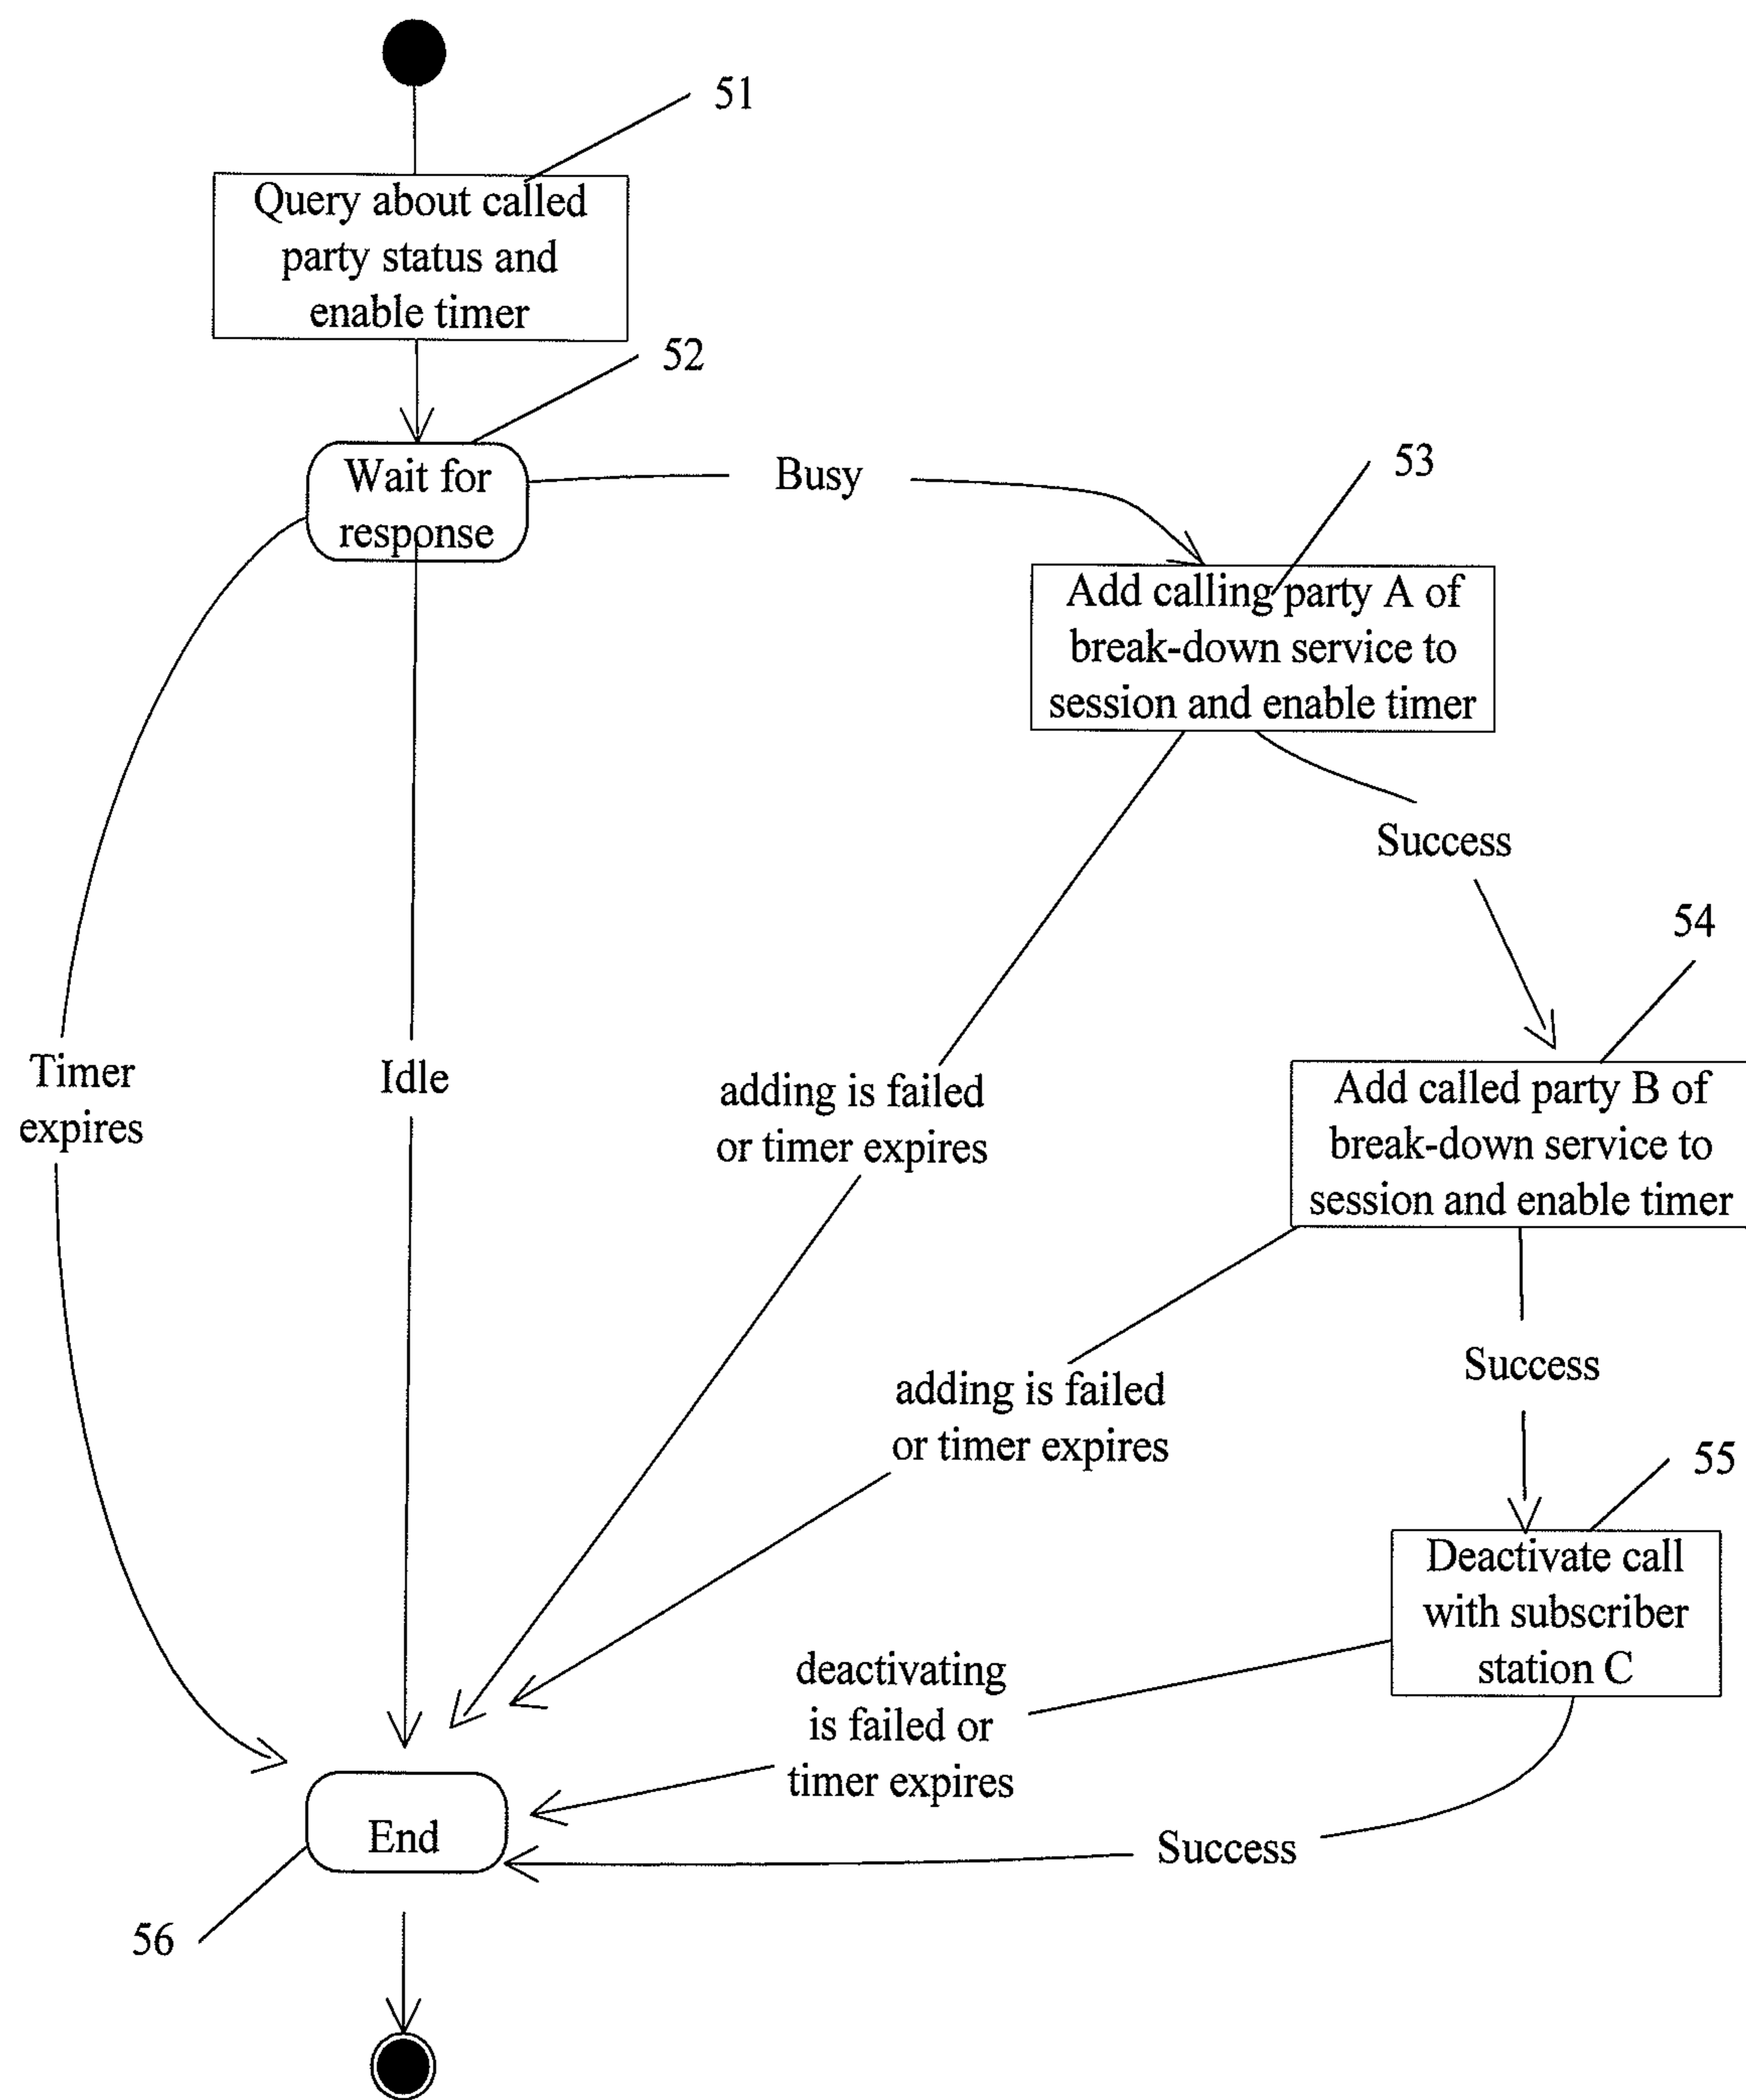 51
Query about called
party status and
enable timer
52
Wait for
response
Busy
53
Add calling party A of
break-down service to
session and enable timer
Success
54
Timer
expires
Idle
adding is failed
or timer expires
Add called party B of
break-down service to
session and enable timer
Success
adding is failed
or timer expires
55
Deactivate call
with subscriber
station C
deactivating
is failed or
timer expires
Success
End
56